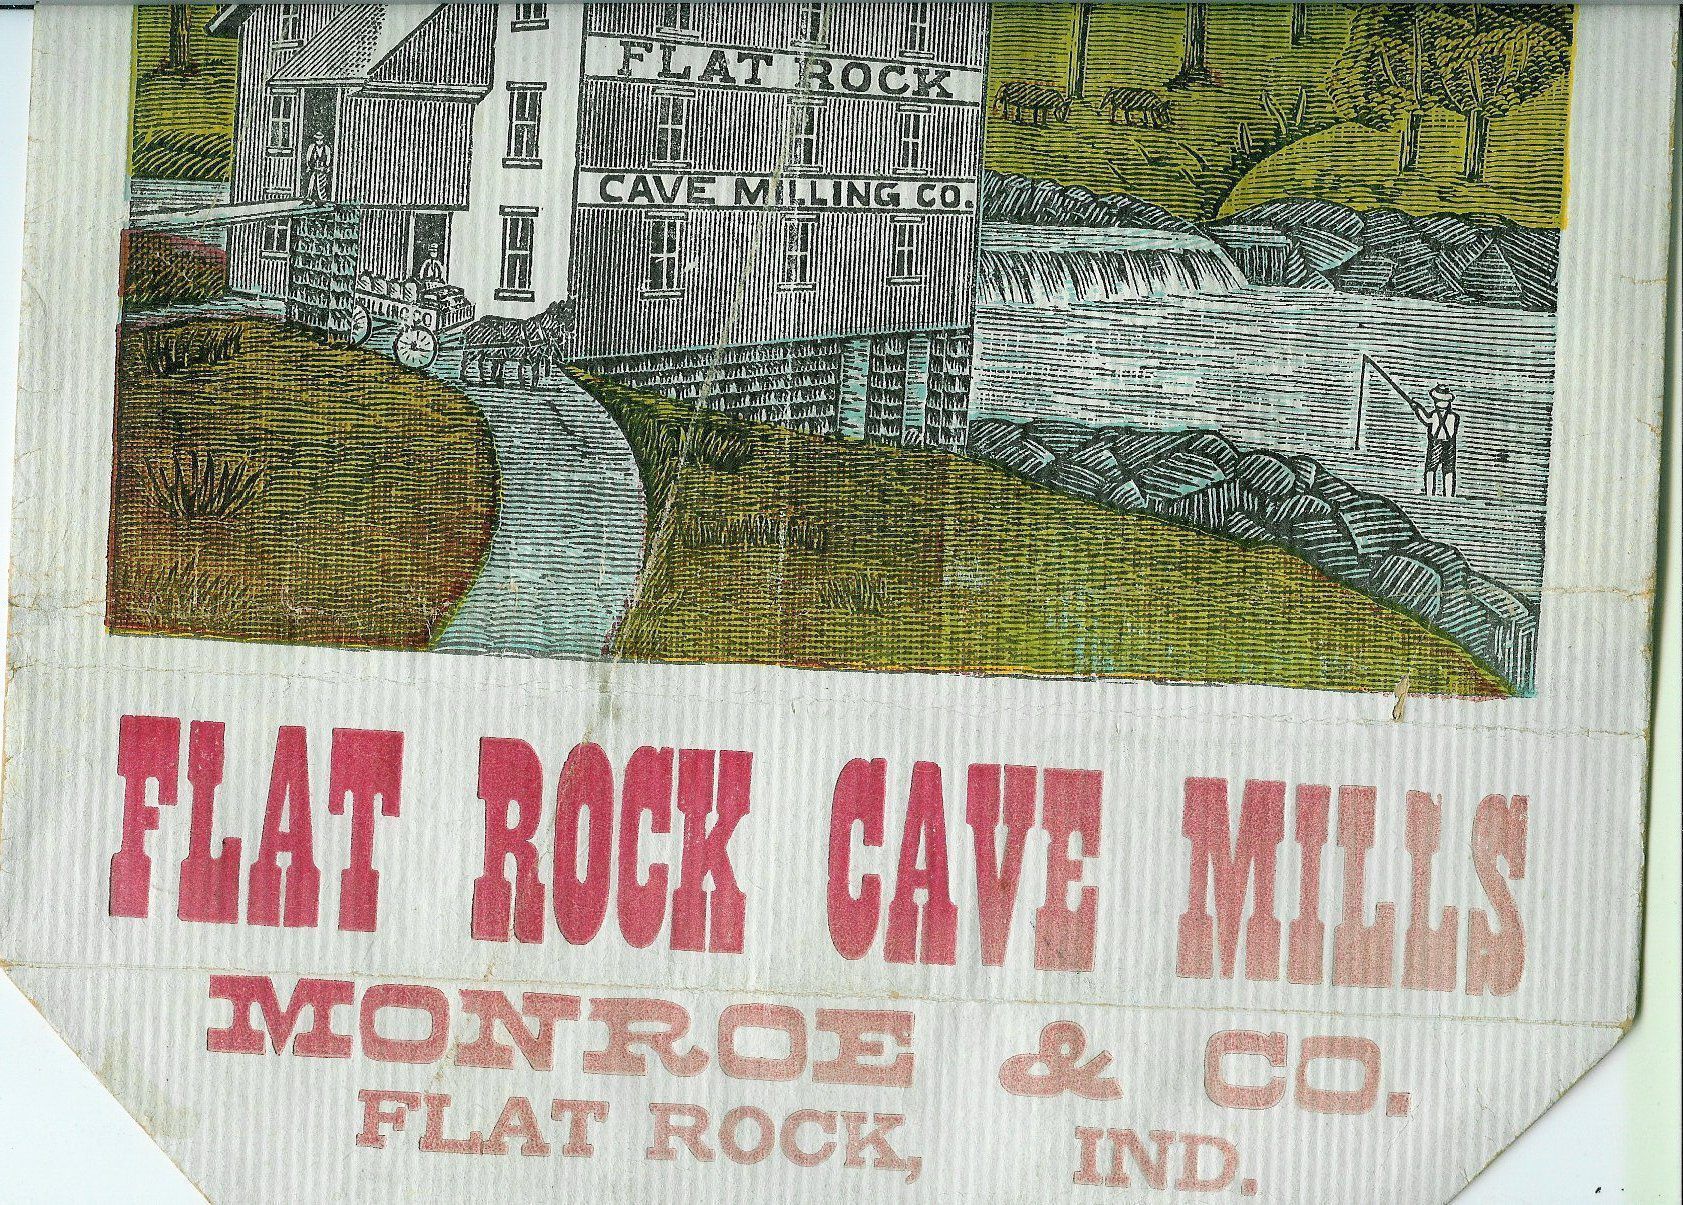 FLAT ROCK
CAVE MILLING CO.
MILLING CO
FLAT ROCK CAVE MILLS
MONROE & CO.
FLAT ROCK, IND.